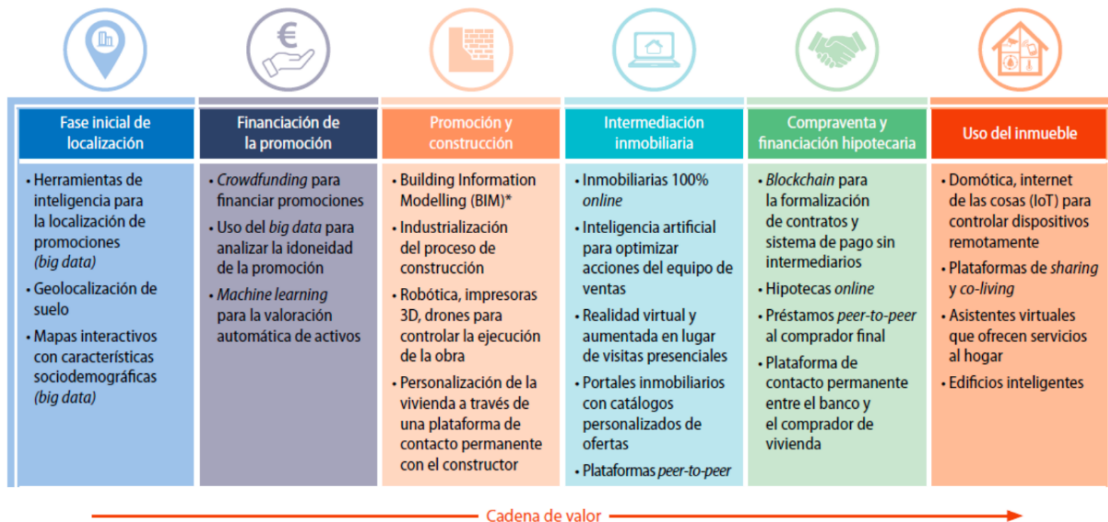 €
Fase inicial de
localización
• Herramientas de
inteligencia para
la localización de
promociones
(big data)
• Geolocalización de
suelo
• Mapas interactivos
con características
sociodemográficas
(big data)
Financiación de
la promoción
• Crowdfunding para
financiar promociones
• Uso del big data para
analizar la idoneidad
de la promoción
• Machine learning
para la valoración
automática de activos
Promoción y
construcción
• Building Information
Modelling (BIM)*
• Industrialización
del proceso de
construcción
• Robótica, impresoras
3D, drones para
controlar la ejecución
de la obra
• Personalización de la
vivienda a través de
una plataforma de
contacto permanente
con el constructor
Intermediación
inmobiliaria
• Inmobiliarias 100%
online
• Inteligencia artificial
para optimizar
acciones del equipo de
ventas
• Realidad virtual y
aumentada en lugar
de visitas presenciales
• Portales inmobiliarios
con catálogos
personalizados de
ofertas
• Plataformas peer-to-peer
Compraventa y
financiación hipotecaria
• Blockchain para
la formalización
de contratos y
sistema de pago sin
intermediarios
• Hipotecas online
• Préstamos peer-to-peer
al comprador final
• Plataforma de
contacto permanente
entre el banco y
el comprador de
vivienda
Uso del inmueble
• Domótica, internet
de las cosas (IoT) para
controlar dispositivos
remotamente
• Plataformas de sharing
y co-living
• Asistentes virtuales
que ofrecen servicios
al hogar
• Edificios inteligentes
Cadena de valor